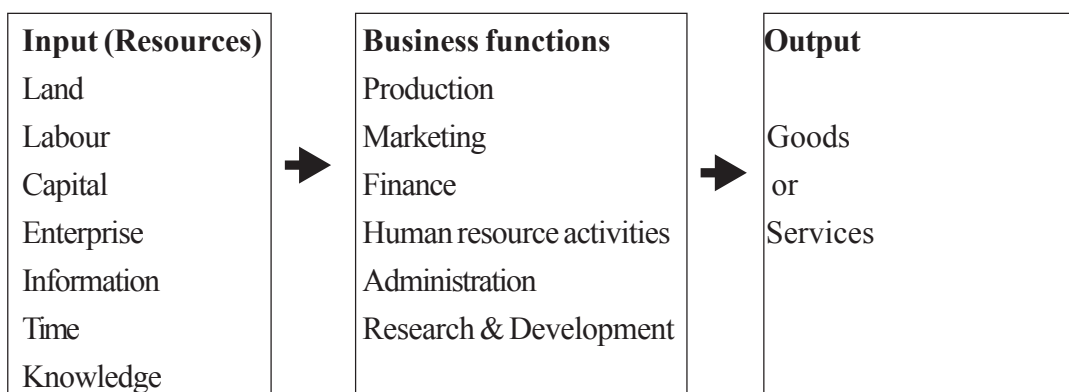 Input (Resources)
Land
Labour
Capital
Enterprise
Information
Time
Knowledge
Business functions
Production
Marketing
Finance
Human resource activities
Administration
Research & Development
Output
Goods
or
Services